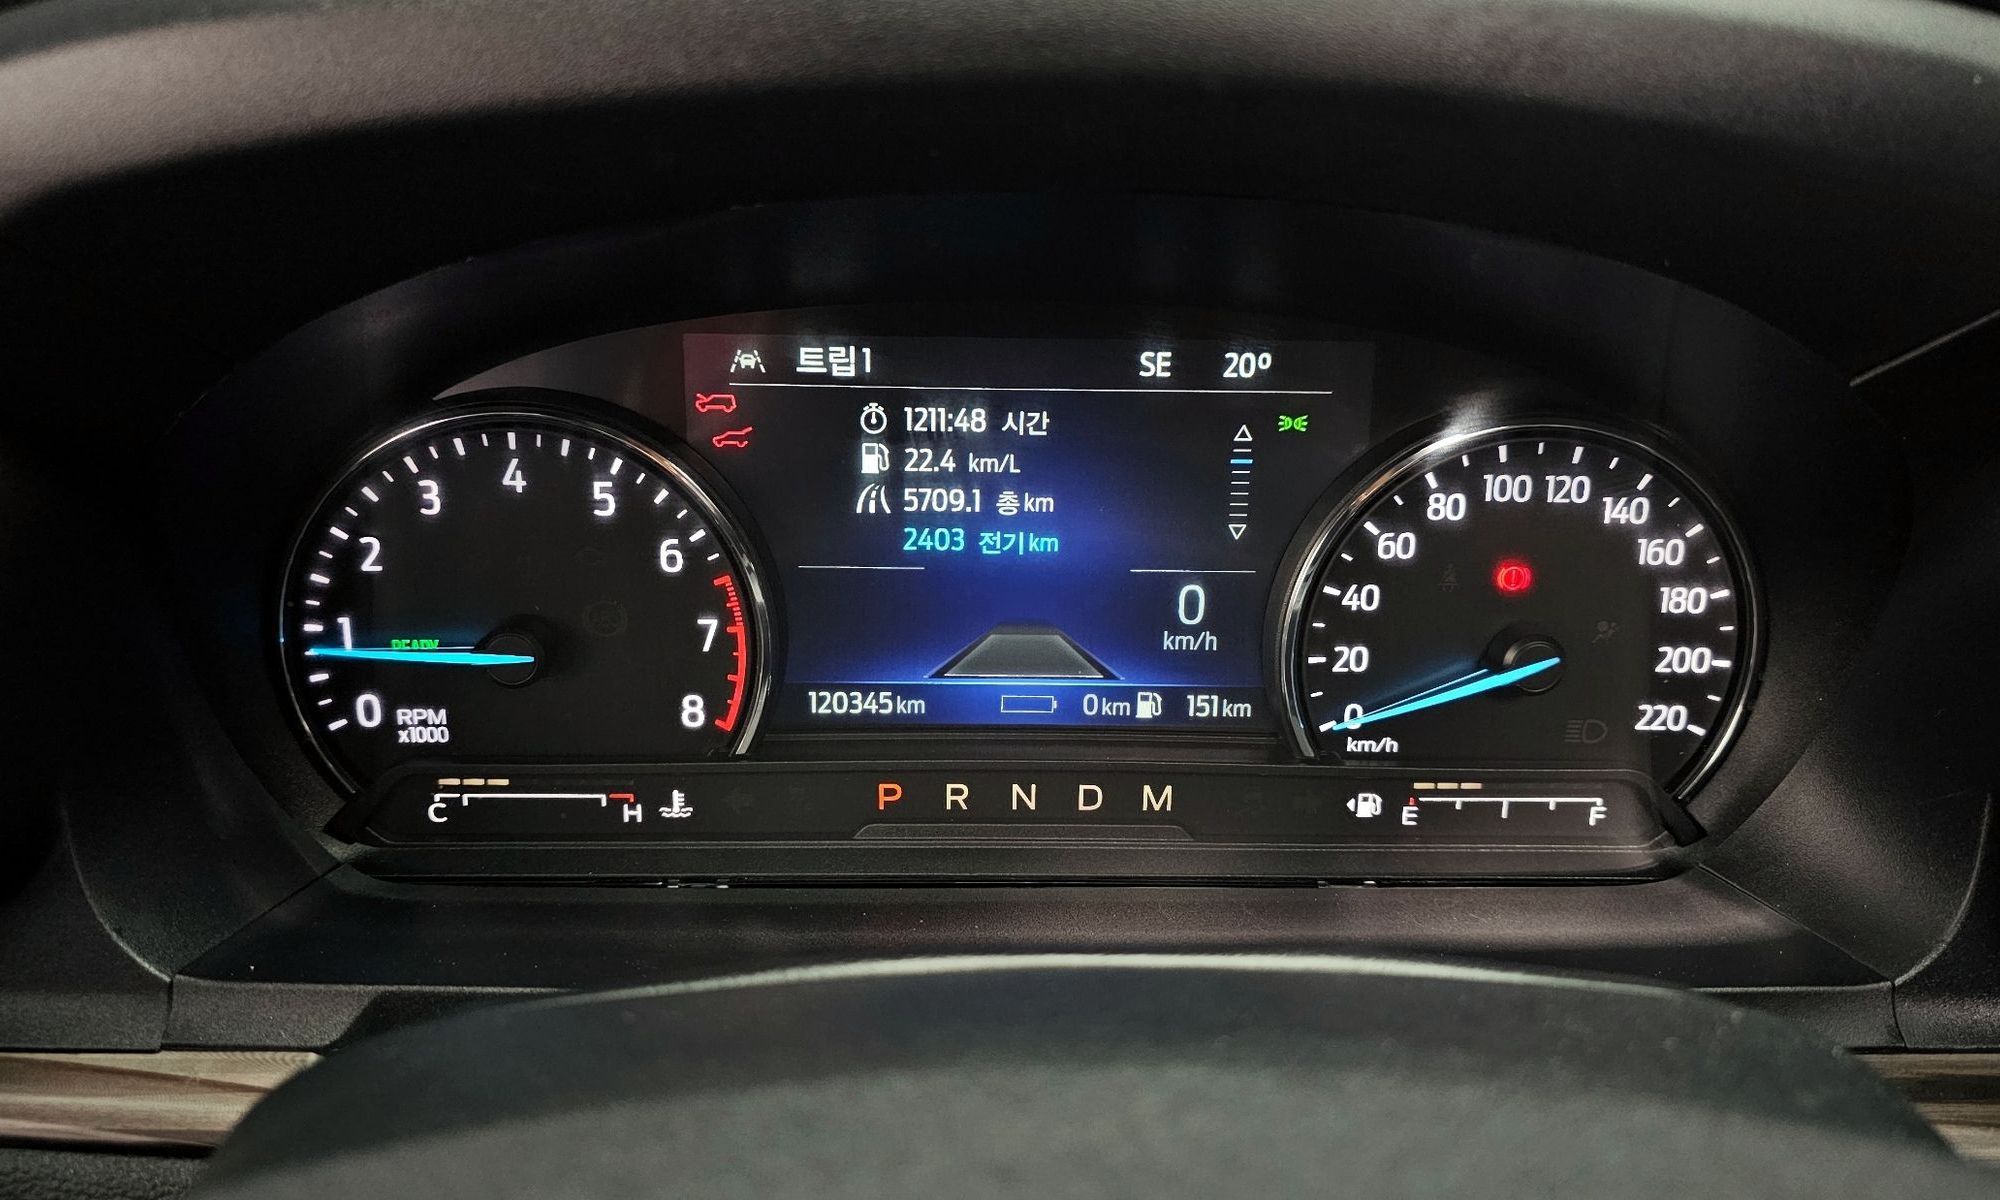 트립1 SE 20º
1211:48 시간
22.4 km/L
5709.1 총 km
2403 전기km
0
km/h
120345km 0km 151km
0 1 2 3 4 5 6 7 8
READY
RPM
x1000
0 20 40 60 80 100 120 140 160 180 200 220
km/h
C H
P R N D M
E F